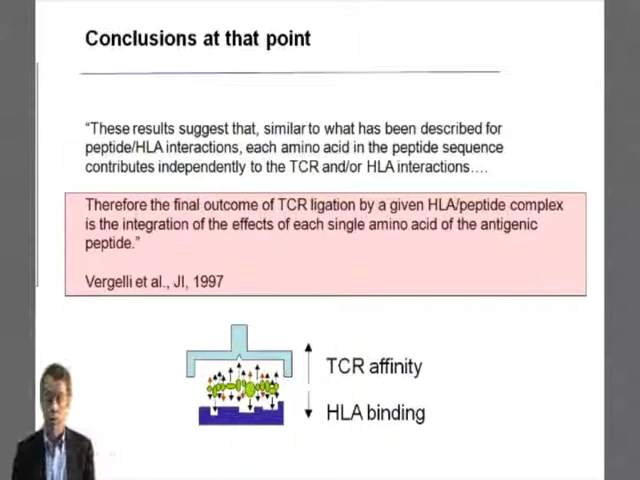 Conclusions at that point
“These results suggest that, similar to what has been described for
peptide/HLA interactions, each amino acid in the peptide sequence
contributes independently to the TCR and/or HLA interactions….
Therefore the final outcome of TCR ligation by a given HLA/peptide complex
is the integration of the effects of each single amino acid of the antigenic
peptide.”
Vergelli et al., JI, 1997
TCR affinity
HLA binding